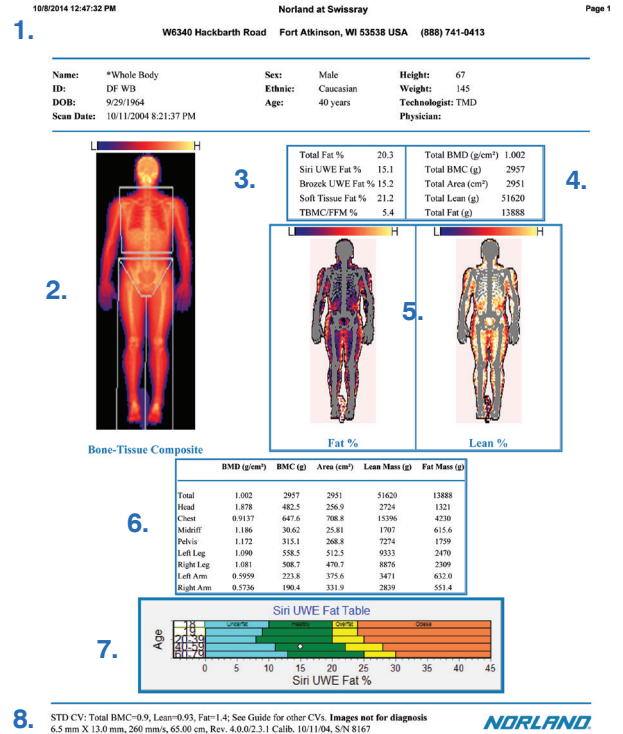 10/8/2014 12:47:32 PM Norland at Swissray Page 1
1.
W6340 Hackbarth Road Fort Atkinson, WI 53538 USA (888) 741-0413
Name: *Whole Body Sex: Male Height: 67
ID: DF WB Ethnic: Caucasian Weight: 145
DOB: 9/29/1964 Age: 40 years Technologist: TMD
Scan Date: 10/11/2004 8:21:37 PM Physician:
L H
2.
Bone-Tissue Composite
3.
Total Fat % 20.3 Total BMD (g/cm²) 1.002
Siri UWE Fat % 15.1 Total BMC (g) 2957
Brozek UWE Fat % 15.2 Total Area (cm²) 2951
Soft Tissue Fat % 21.2 Total Lean (g) 51620
TBMC/FFM % 5.4 Total Fat (g) 13888
4.
L H L H
5.
Fat % Lean %
6.
BMD (g/cm²) BMC (g) Area (cm²) Lean Mass (g) Fat Mass (g)
Total 1.002 2957 2951 51620 13888
Head 1.878 482.5 256.9 2724 1321
Chest 0.9137 647.6 708.8 15396 4230
Midriff 1.186 30.62 25.81 1707 615.6
Pelvis 1.172 315.1 268.8 7274 1759
Left Leg 1.090 558.5 512.5 9333 2470
Right Leg 1.081 508.7 470.7 8876 2309
Left Arm 0.5959 223.8 375.6 3471 632.0
Right Arm 0.5736 190.4 331.9 2839 551.4
7.
Siri UWE Fat Table
Underfat Healthy Overfat Obese
Age
18
19
20-39
40-59
60-79
0 5 10 15 20 25 30 35 40 45
Siri UWE Fat %
8.
STD CV: Total BMC=0.9, Lean=0.93, Fat=1.4; See Guide for other CVs. Images not for diagnosis
6.5 mm X 13.0 mm, 260 mm/s, 65.00 cm, Rev. 4.0.0/2.3.1 Calib. 10/11/04, S/N 8167
NORLAND